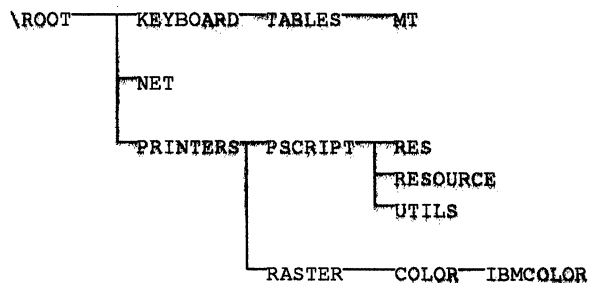 \ROOT KEYBOARD TABLES MT
NET
PRINTERS PSCRIPT RES
RESOURCE
UTILS
RASTER COLOR IBMCOLOR